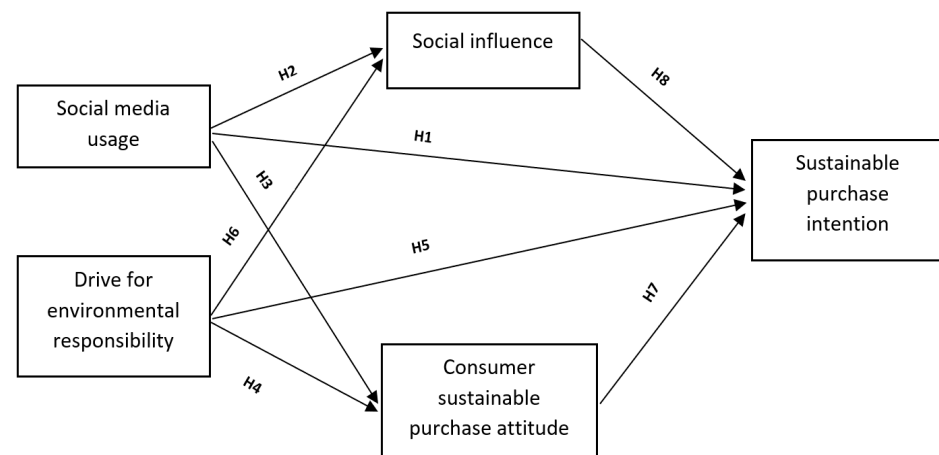 Social influence
H2
H8
Social media
usage
H1
Sustainable
purchase
intention
H3
H6
H5
Drive for
environmental
responsibility
H7
H4
Consumer
sustainable
purchase attitude